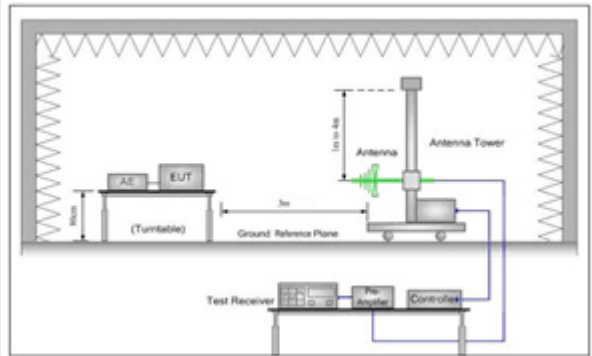 1m to 4m
Antenna Tower
Antenna
AE
EUT
3m
80cm
(Turntable)
Ground Reference Plane
Test Receiver
Pre-
Amplifier
Controller